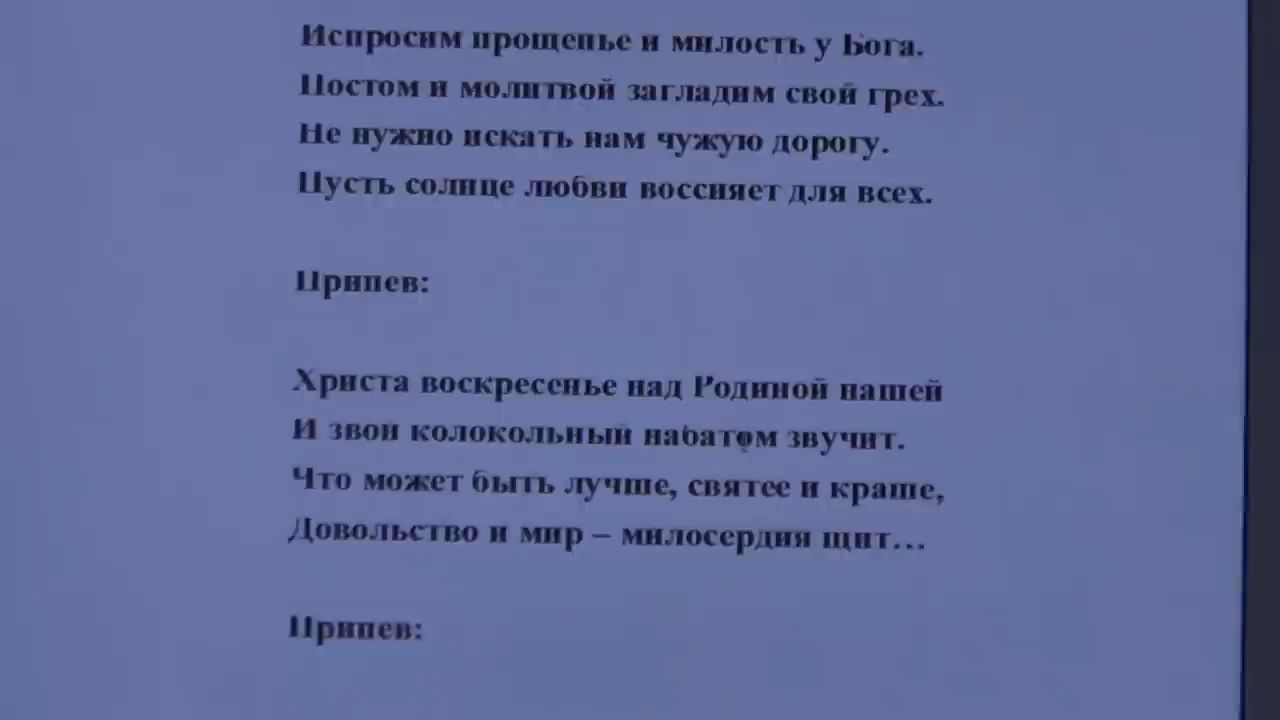 Испросим прощенье и милость у Бога.
Постом и молитвой загладим свой грех.
Не нужно искать нам чужую дорогу.
Пусть солнце любви воссияет для всех.
Припев:
Христа воскресенье над Родиной нашей
И звон колокольный набатом звучит.
Что может быть лучше, святее и краше,
Довольство и мир – милосердия щит…
Припев: